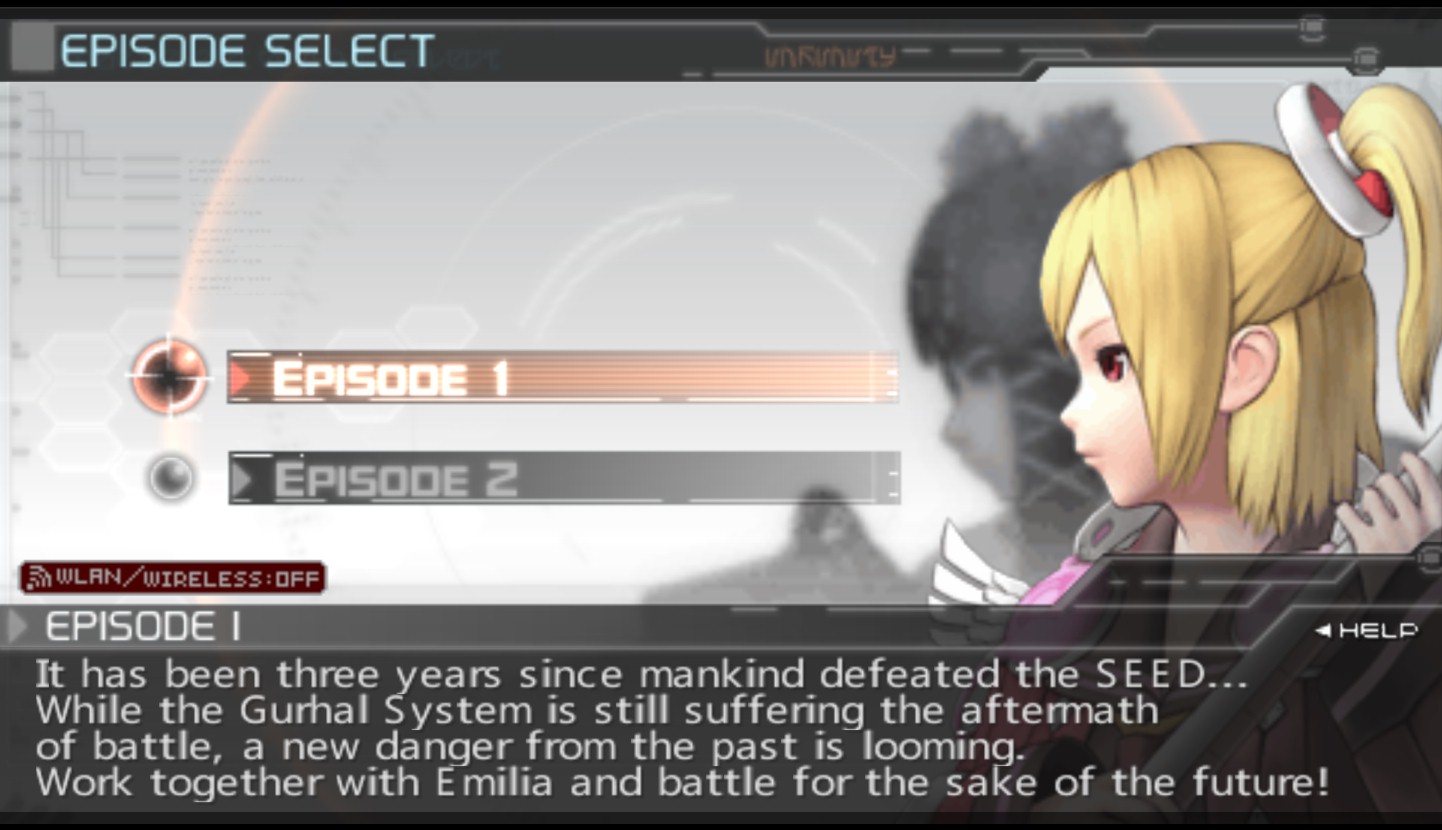 EPISODE SELECT
INFINITY
EPISODE 1
EPISODE 2
WLAN/WIRELESS:OFF
EPISODE 1
HELP
It has been three years since mankind defeated the SEED...
While the Gurhal System is still suffering the aftermath
of battle, a new danger from the past is looming.
Work together with Emilia and battle for the sake of the future!